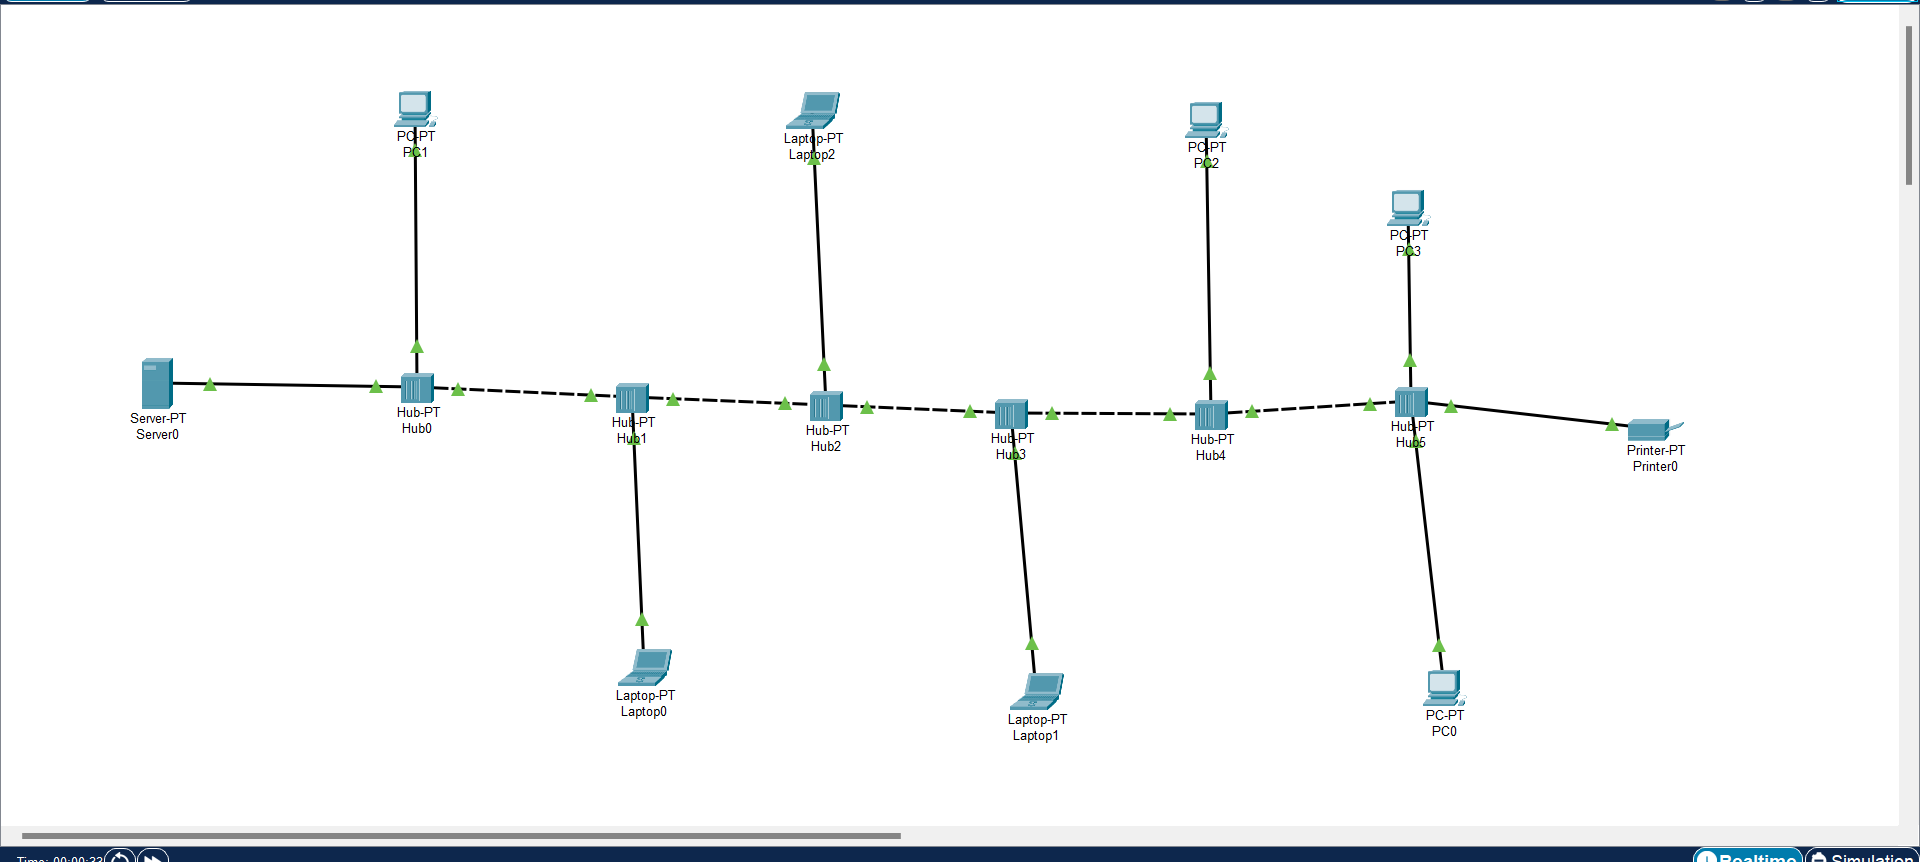 PC-PT
PC1
Laptop-PT
Laptop2
PC-PT
PC2
PC-PT
PC3
Server-PT
Server0
Hub-PT
Hub0
Hub-PT
Hub1
Hub-PT
Hub2
Hub-PT
Hub3
Hub-PT
Hub4
Hub-PT
Hub5
Printer-PT
Printer0
Laptop-PT
Laptop0
Laptop-PT
Laptop1
PC-PT
PC0
Time: 00:00:33
Realtime
Simulation